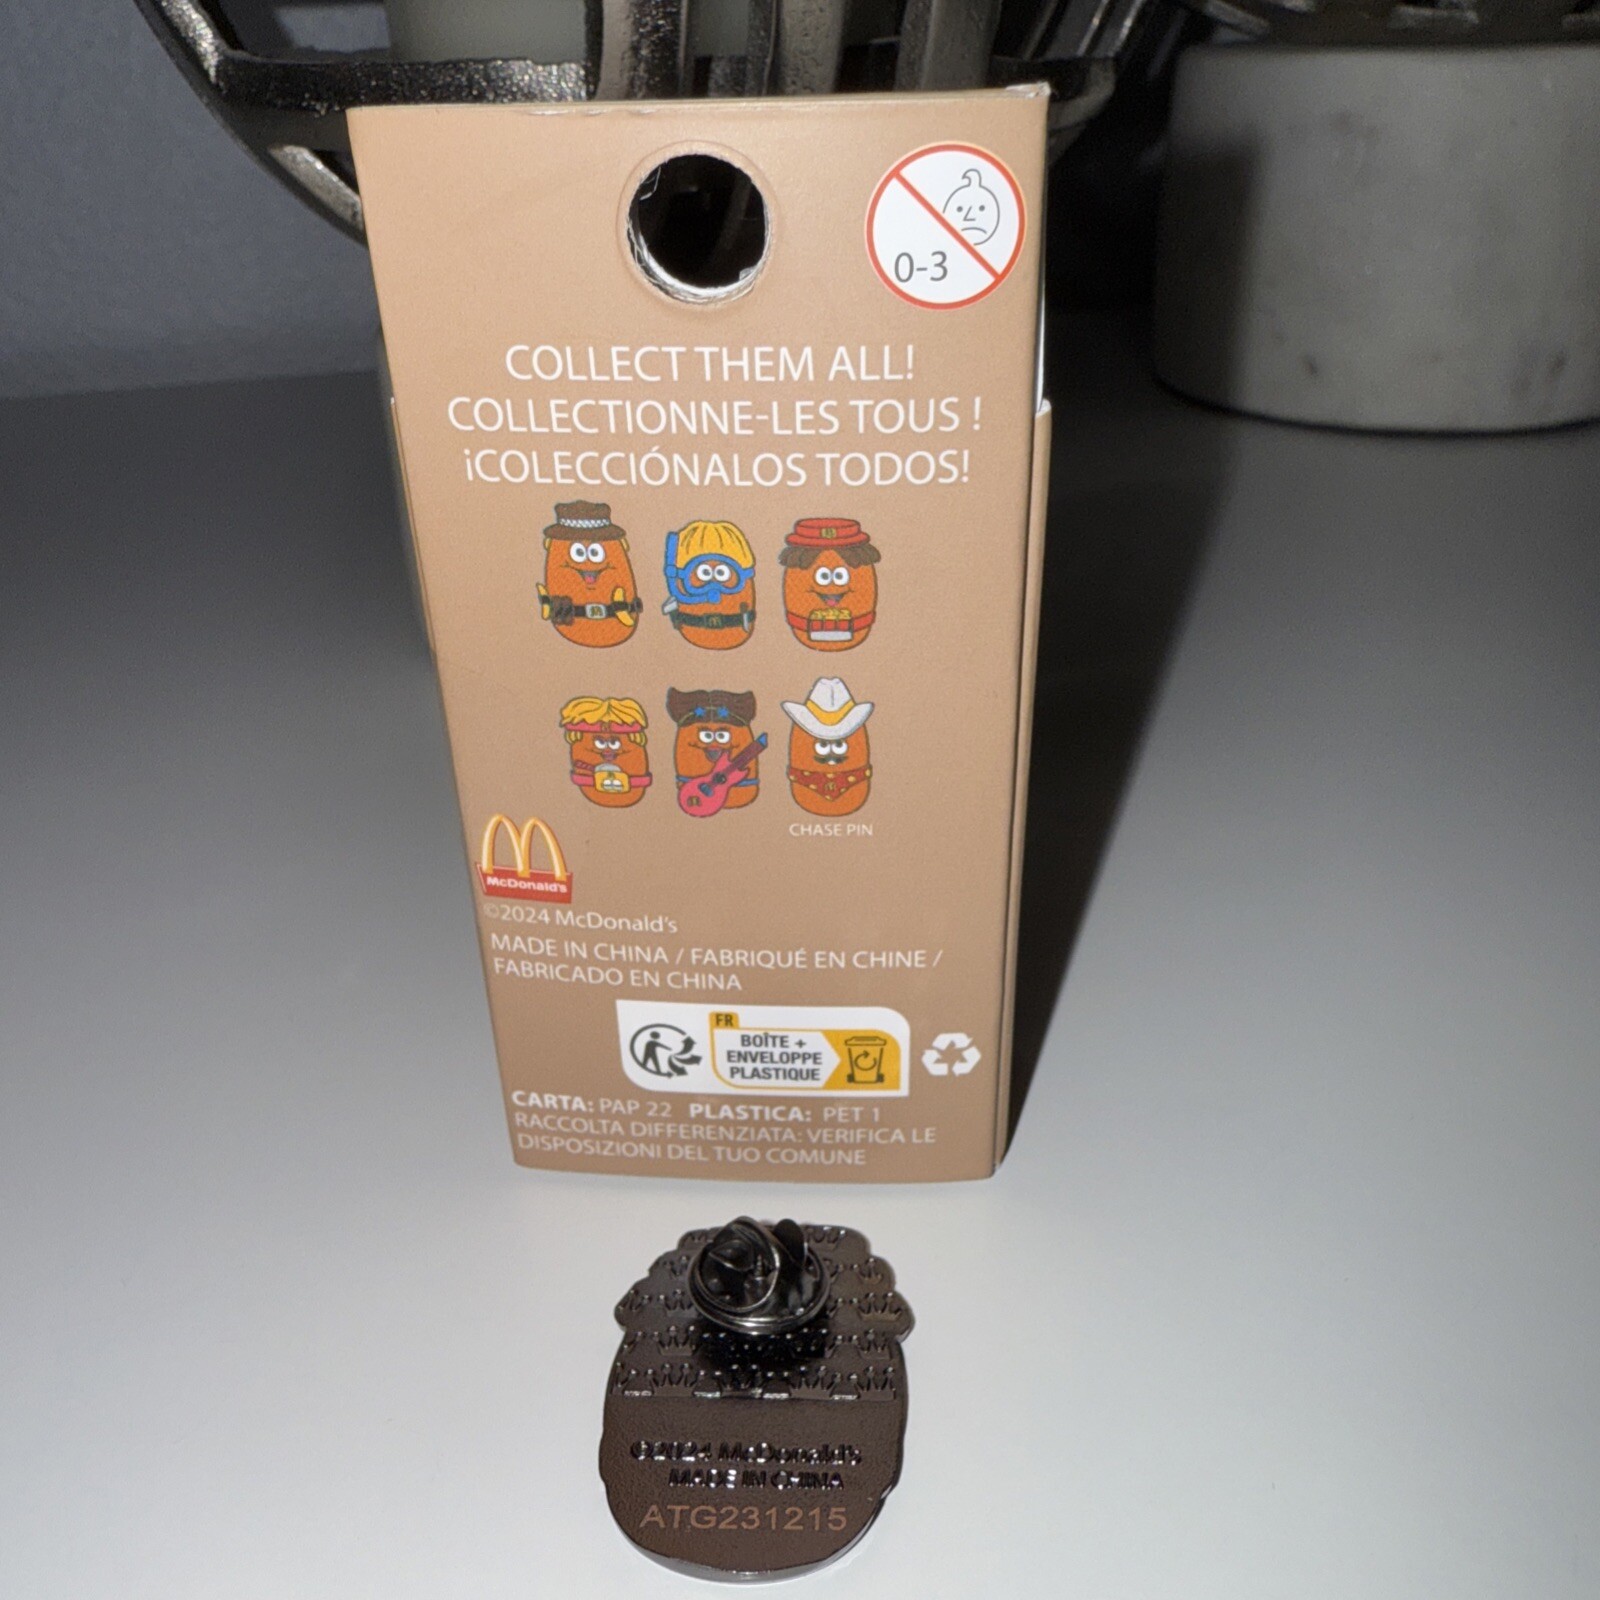 0-3
COLLECT THEM ALL!
COLLECTIONNE-LES TOUS !
¡COLECCIÓNALOS TODOS!
CHASE PIN
McDonald's
©2024 McDonald's
MADE IN CHINA / FABRIQUÉ EN CHINE /
FABRICADO EN CHINA
FR
BOÎTE +
ENVELOPPE
PLASTIQUE
CARTA: PAP 22 PLASTICA: PET 1
RACCOLTA DIFFERENZIATA: VERIFICA LE
DISPOSIZIONI DEL TUO COMUNE
©2024 McDonald's
MADE IN CHINA
ATG231215